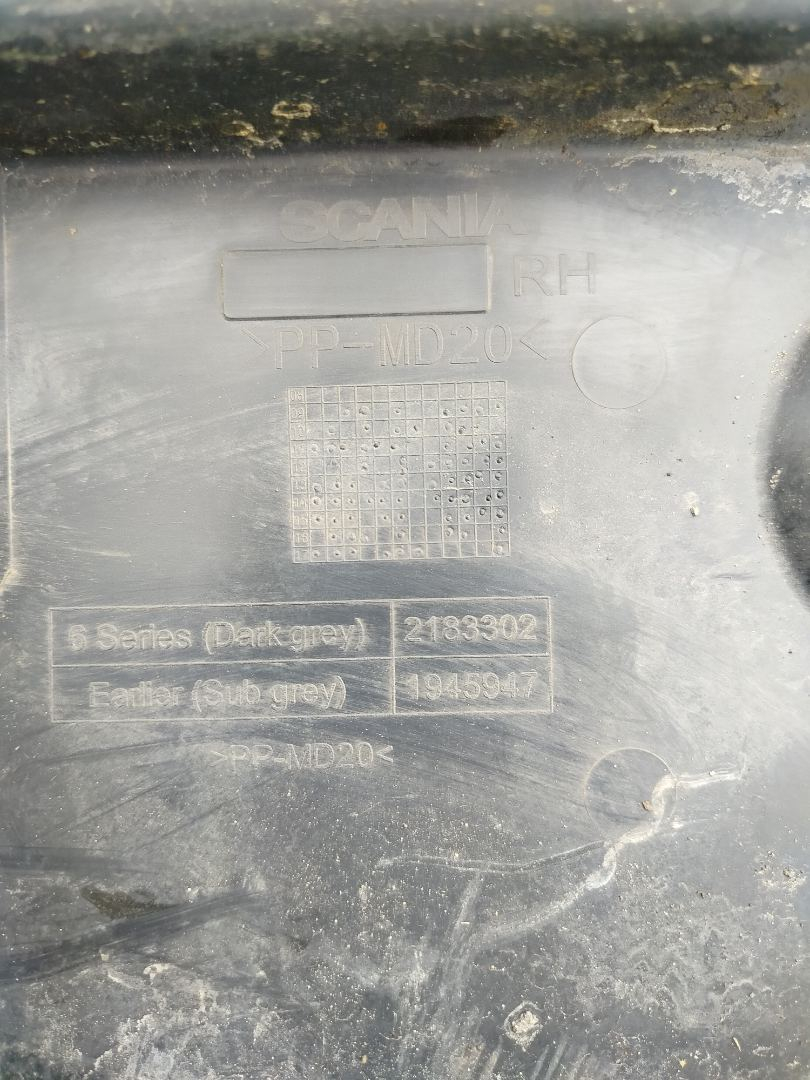 SCANIA
RH
>PP-MD20<
6 Series (Dark grey) 2183302
Earlier (Sub grey) 1945947
>PP-MD20<